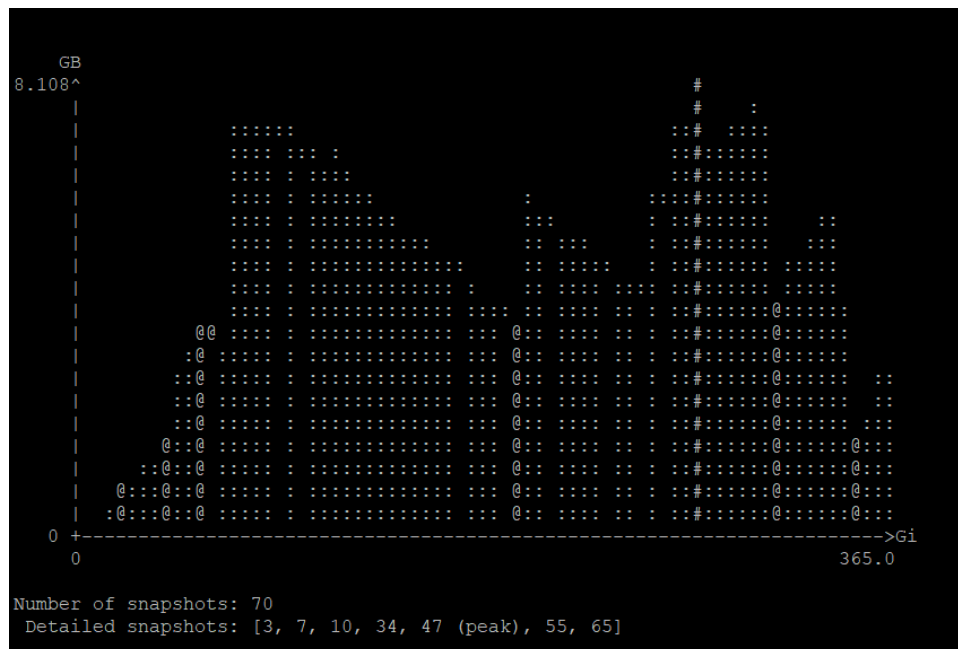 GB
8.108^                                                      #
     |                                                      #    :
     |             ::::::                                 ::#  ::::
     |             :::: ::: :                             ::#::::::
     |             :::: : ::::                            ::#::::::
     |             :::: : ::::::             :          ::::#::::::
     |             :::: : ::::::::           :::        : ::#::::::    ::
     |             :::: : :::::::::::        :: :::     : ::#::::::   :::
     |             :::: : ::::::::::::::     :: :::::   : ::#:::::: :::::
     |             :::: : ::::::::::::: :    :: :::: :::: ::#:::::: :::::
     |             :::: : ::::::::::::: :::: :: :::: :: : ::#::::::@::::::
     |          @@ :::: : ::::::::::::: ::: @:: :::: :: : ::#::::::@::::::
     |         :@ ::::: : ::::::::::::: ::: @:: :::: :: : ::#::::::@::::::
     |        ::@ ::::: : ::::::::::::: ::: @:: :::: :: : ::#::::::@::::::  ::
     |        ::@ ::::: : ::::::::::::: ::: @:: :::: :: : ::#::::::@::::::  ::
     |        ::@ ::::: : ::::::::::::: ::: @:: :::: :: : ::#::::::@:::::: :::
     |       @::@ ::::: : ::::::::::::: ::: @:: :::: :: : ::#::::::@::::::@:::
     |     ::@::@ ::::: : ::::::::::::: ::: @:: :::: :: : ::#::::::@::::::@:::
     |   @:::@::@ ::::: : ::::::::::::: ::: @:: :::: :: : ::#::::::@::::::@:::
     |  :@:::@::@ ::::: : ::::::::::::: ::: @:: :::: :: : ::#::::::@::::::@:::
   0 +----------------------------------------------------------------------->Gi
     0                                                                   365.0
Number of snapshots: 70
 Detailed snapshots: [3, 7, 10, 34, 47 (peak), 55, 65]